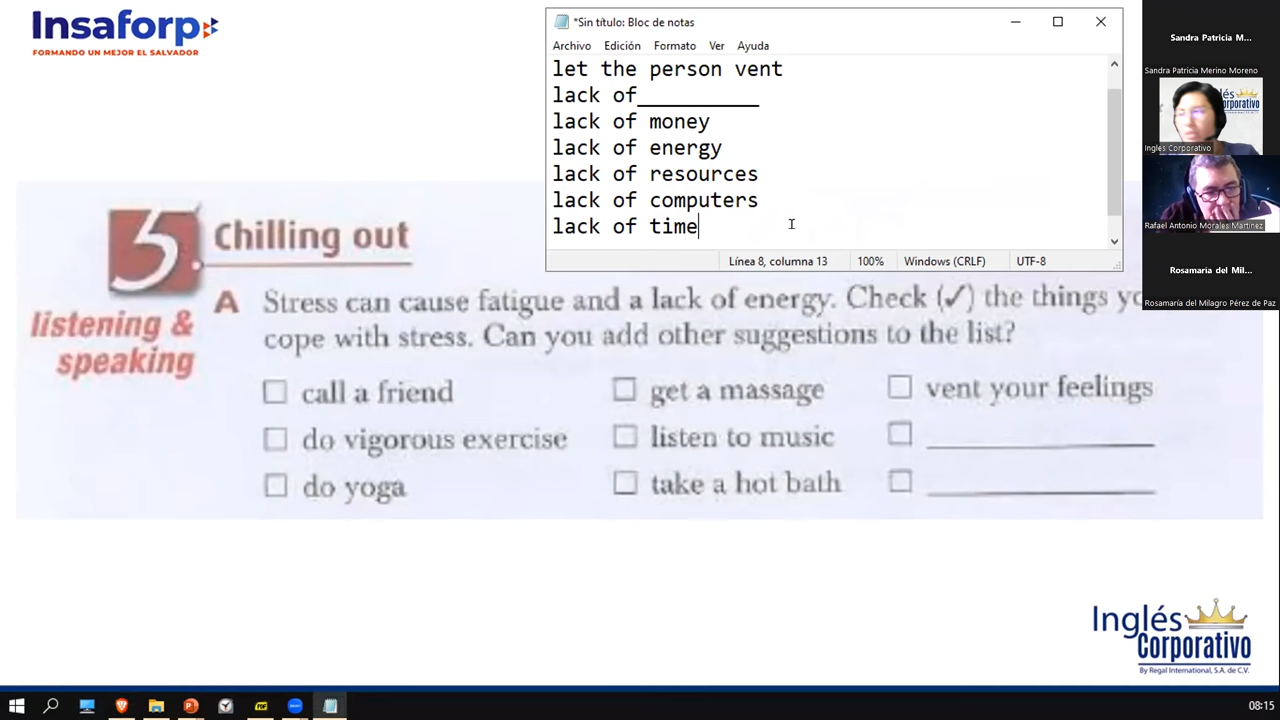 Insaforp
FORMANDO UN MEJOR EL SALVADOR
*Sin título: Bloc de notas
Archivo Edición Formato Ver Ayuda
let the person vent
lack of__________
lack of money
lack of energy
lack of resources
lack of computers
lack of time
Línea 8, columna 13 100% Windows (CRLF) UTF-8
Sandra Patricia M...
Sandra Patricia Merino Moreno
Inglés Corporativo
Inglés Corporativo
Rafael Antonio Morales Martinez
Rosamaría del Mil...
Rosamaría del Milagro Pérez de Paz
5 Chilling out
listening &
speaking
A Stress can cause fatigue and a lack of energy. Check (✓) the things
cope with stress. Can you add other suggestions to the list?
call a friend get a massage vent your feelings
do vigorous exercise listen to music
do yoga take a hot bath
Inglés
Corporativo
By Regal International, S.A. de C.V.
08:15